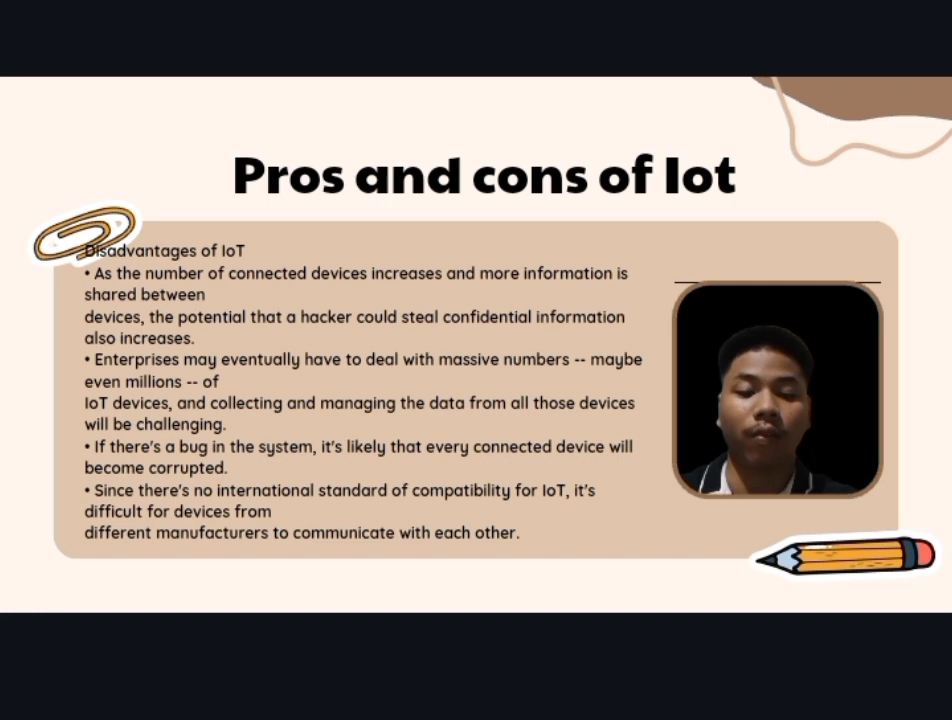 Pros and cons of Iot
Disadvantages of IoT
• As the number of connected devices increases and more information is
shared between
devices, the potential that a hacker could steal confidential information
also increases.
• Enterprises may eventually have to deal with massive numbers -- maybe
even millions -- of
IoT devices, and collecting and managing the data from all those devices
will be challenging.
• If there's a bug in the system, it's likely that every connected device will
become corrupted.
• Since there's no international standard of compatibility for IoT, it's
difficult for devices from
different manufacturers to communicate with each other.